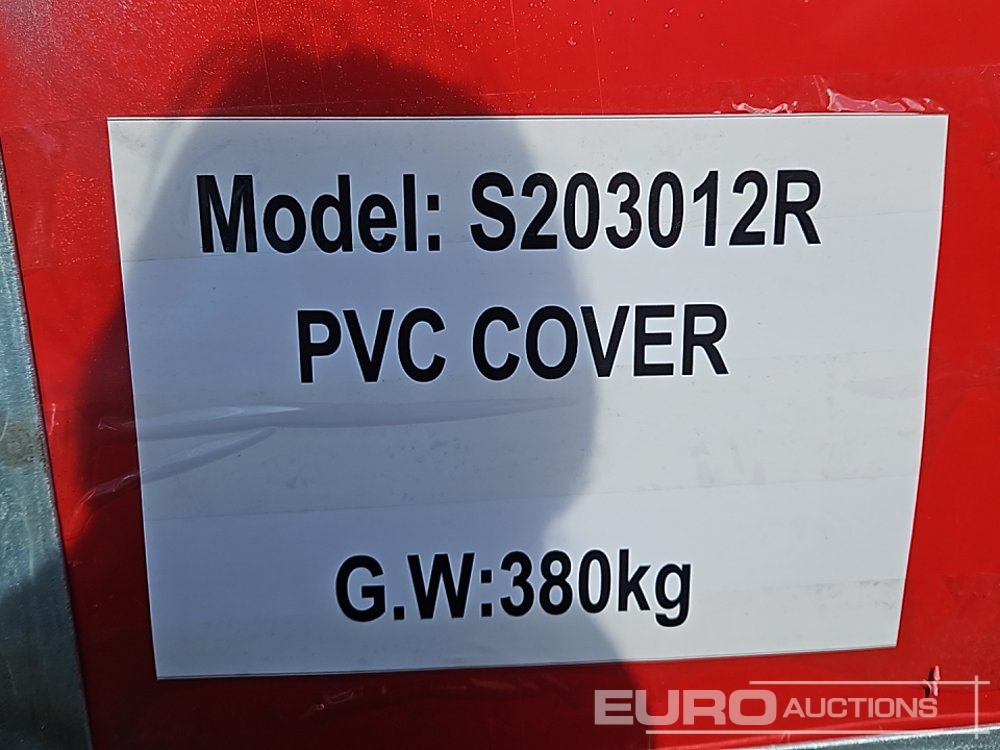 Model: S203012R
PVC COVER
G.W:380kg
EURO AUCTIONS